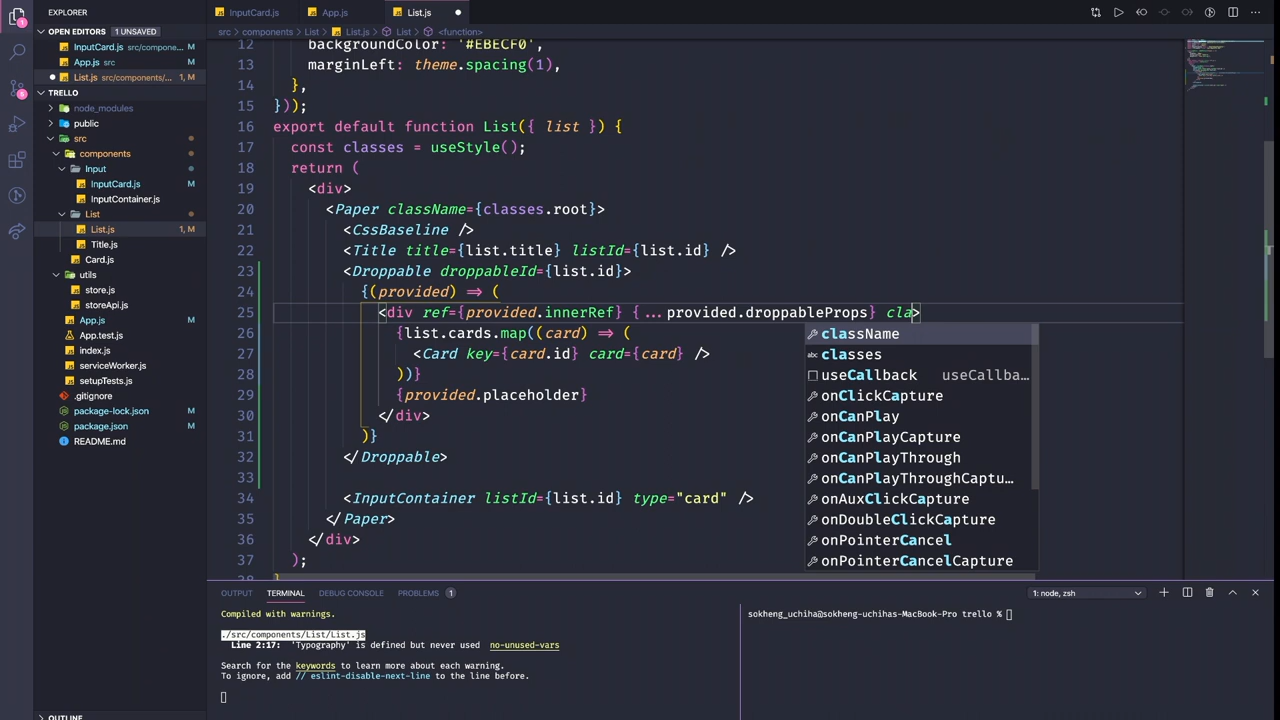 EXPLORER
InputCard.js
App.js
List.js
OPEN EDITORS 1 UNSAVED
InputCard.js src/compone...
App.js src
List.js src/components/... 1, M
TRELLO
node_modules
public
src
components
Input
InputCard.js M
InputContainer.js
List
List.js 1, M
Title.js
Card.js
utils
store.js
storeApi.js
App.js M
App.test.js
index.js
serviceWorker.js
setupTests.js
.gitignore
package-lock.json M
package.json M
README.md
OUTLINE
src > components > List > List.js > List > <function>
12 backgroundColor: '#EBECF0',
13 marginLeft: theme.spacing(1),
14 },
15 }));
16 export default function List({ list }) {
17 const classes = useStyle();
18 return (
19 <div>
20 <Paper className={classes.root}>
21 <CssBaseline />
22 <Title title={list.title} listId={list.id} />
23 <Droppable droppableId={list.id}>
24 {(provided) => (
25 <div ref={provided.innerRef} {...provided.droppableProps} cla>
26 {list.cards.map((card) => (
27 <Card key={card.id} card={card} />
28 ))}
29 {provided.placeholder}
30 </div>
31 )}
32 </Droppable>
33
34 <InputContainer listId={list.id} type="card" />
35 </Paper>
36 </div>
37 );
38 }
className
classes
useCallback useCallba...
onClickCapture
onCanPlay
onCanPlayCapture
onCanPlayThrough
onCanPlayThroughCaptu...
onAuxClickCapture
onDoubleClickCapture
onPointerCancel
onPointerCancelCapture
OUTPUT TERMINAL DEBUG CONSOLE PROBLEMS 1
1: node, zsh
Compiled with warnings.
./src/components/List/List.js
Line 2:17: 'Typography' is defined but never used no-unused-vars
Search for the keywords to learn more about each warning.
To ignore, add // eslint-disable-next-line to the line before.
sokheng_uchiha@sokheng-uchihas-MacBook-Pro trello %